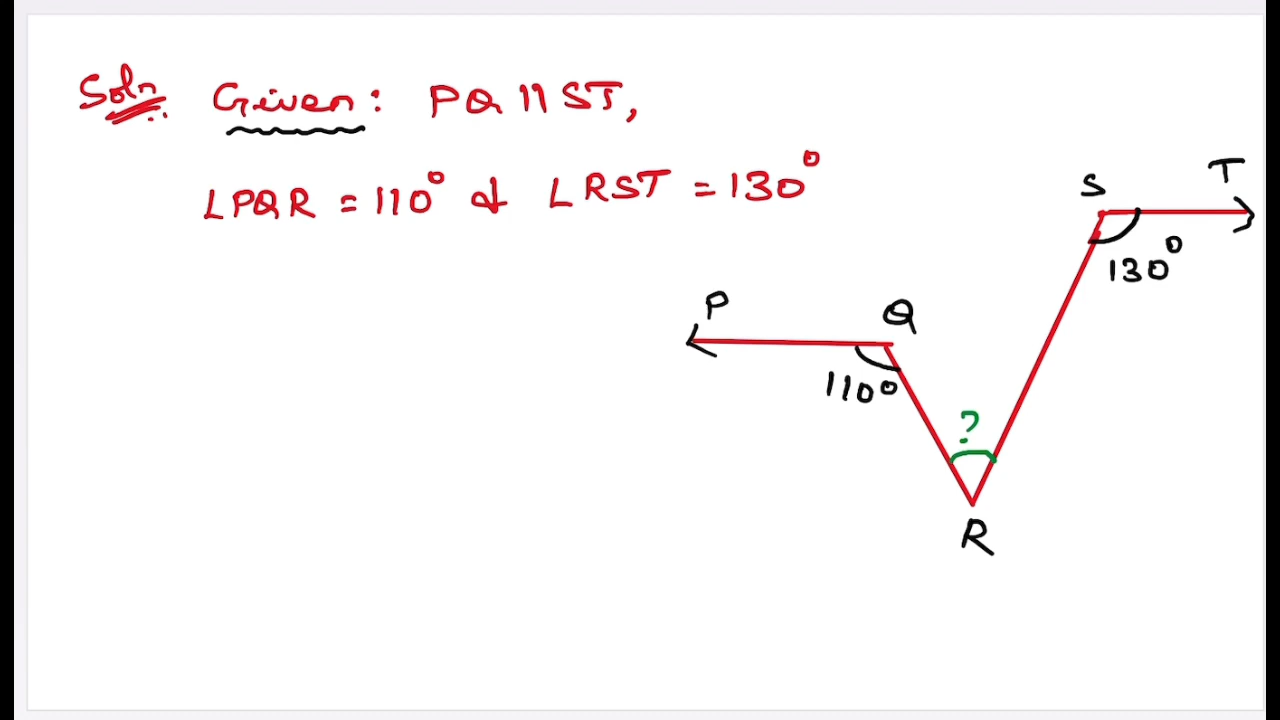 Soln Given: PQ || ST,
∠PQR = 110° & ∠RST = 130°
S T
130°
P Q
110°
?
R